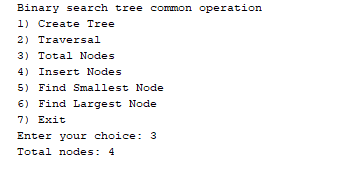 Binary search tree common operation
1) Create Tree
2) Traversal
3) Total Nodes
4) Insert Nodes
5) Find Smallest Node
6) Find Largest Node
7) Exit
Enter your choice: 3
Total nodes: 4